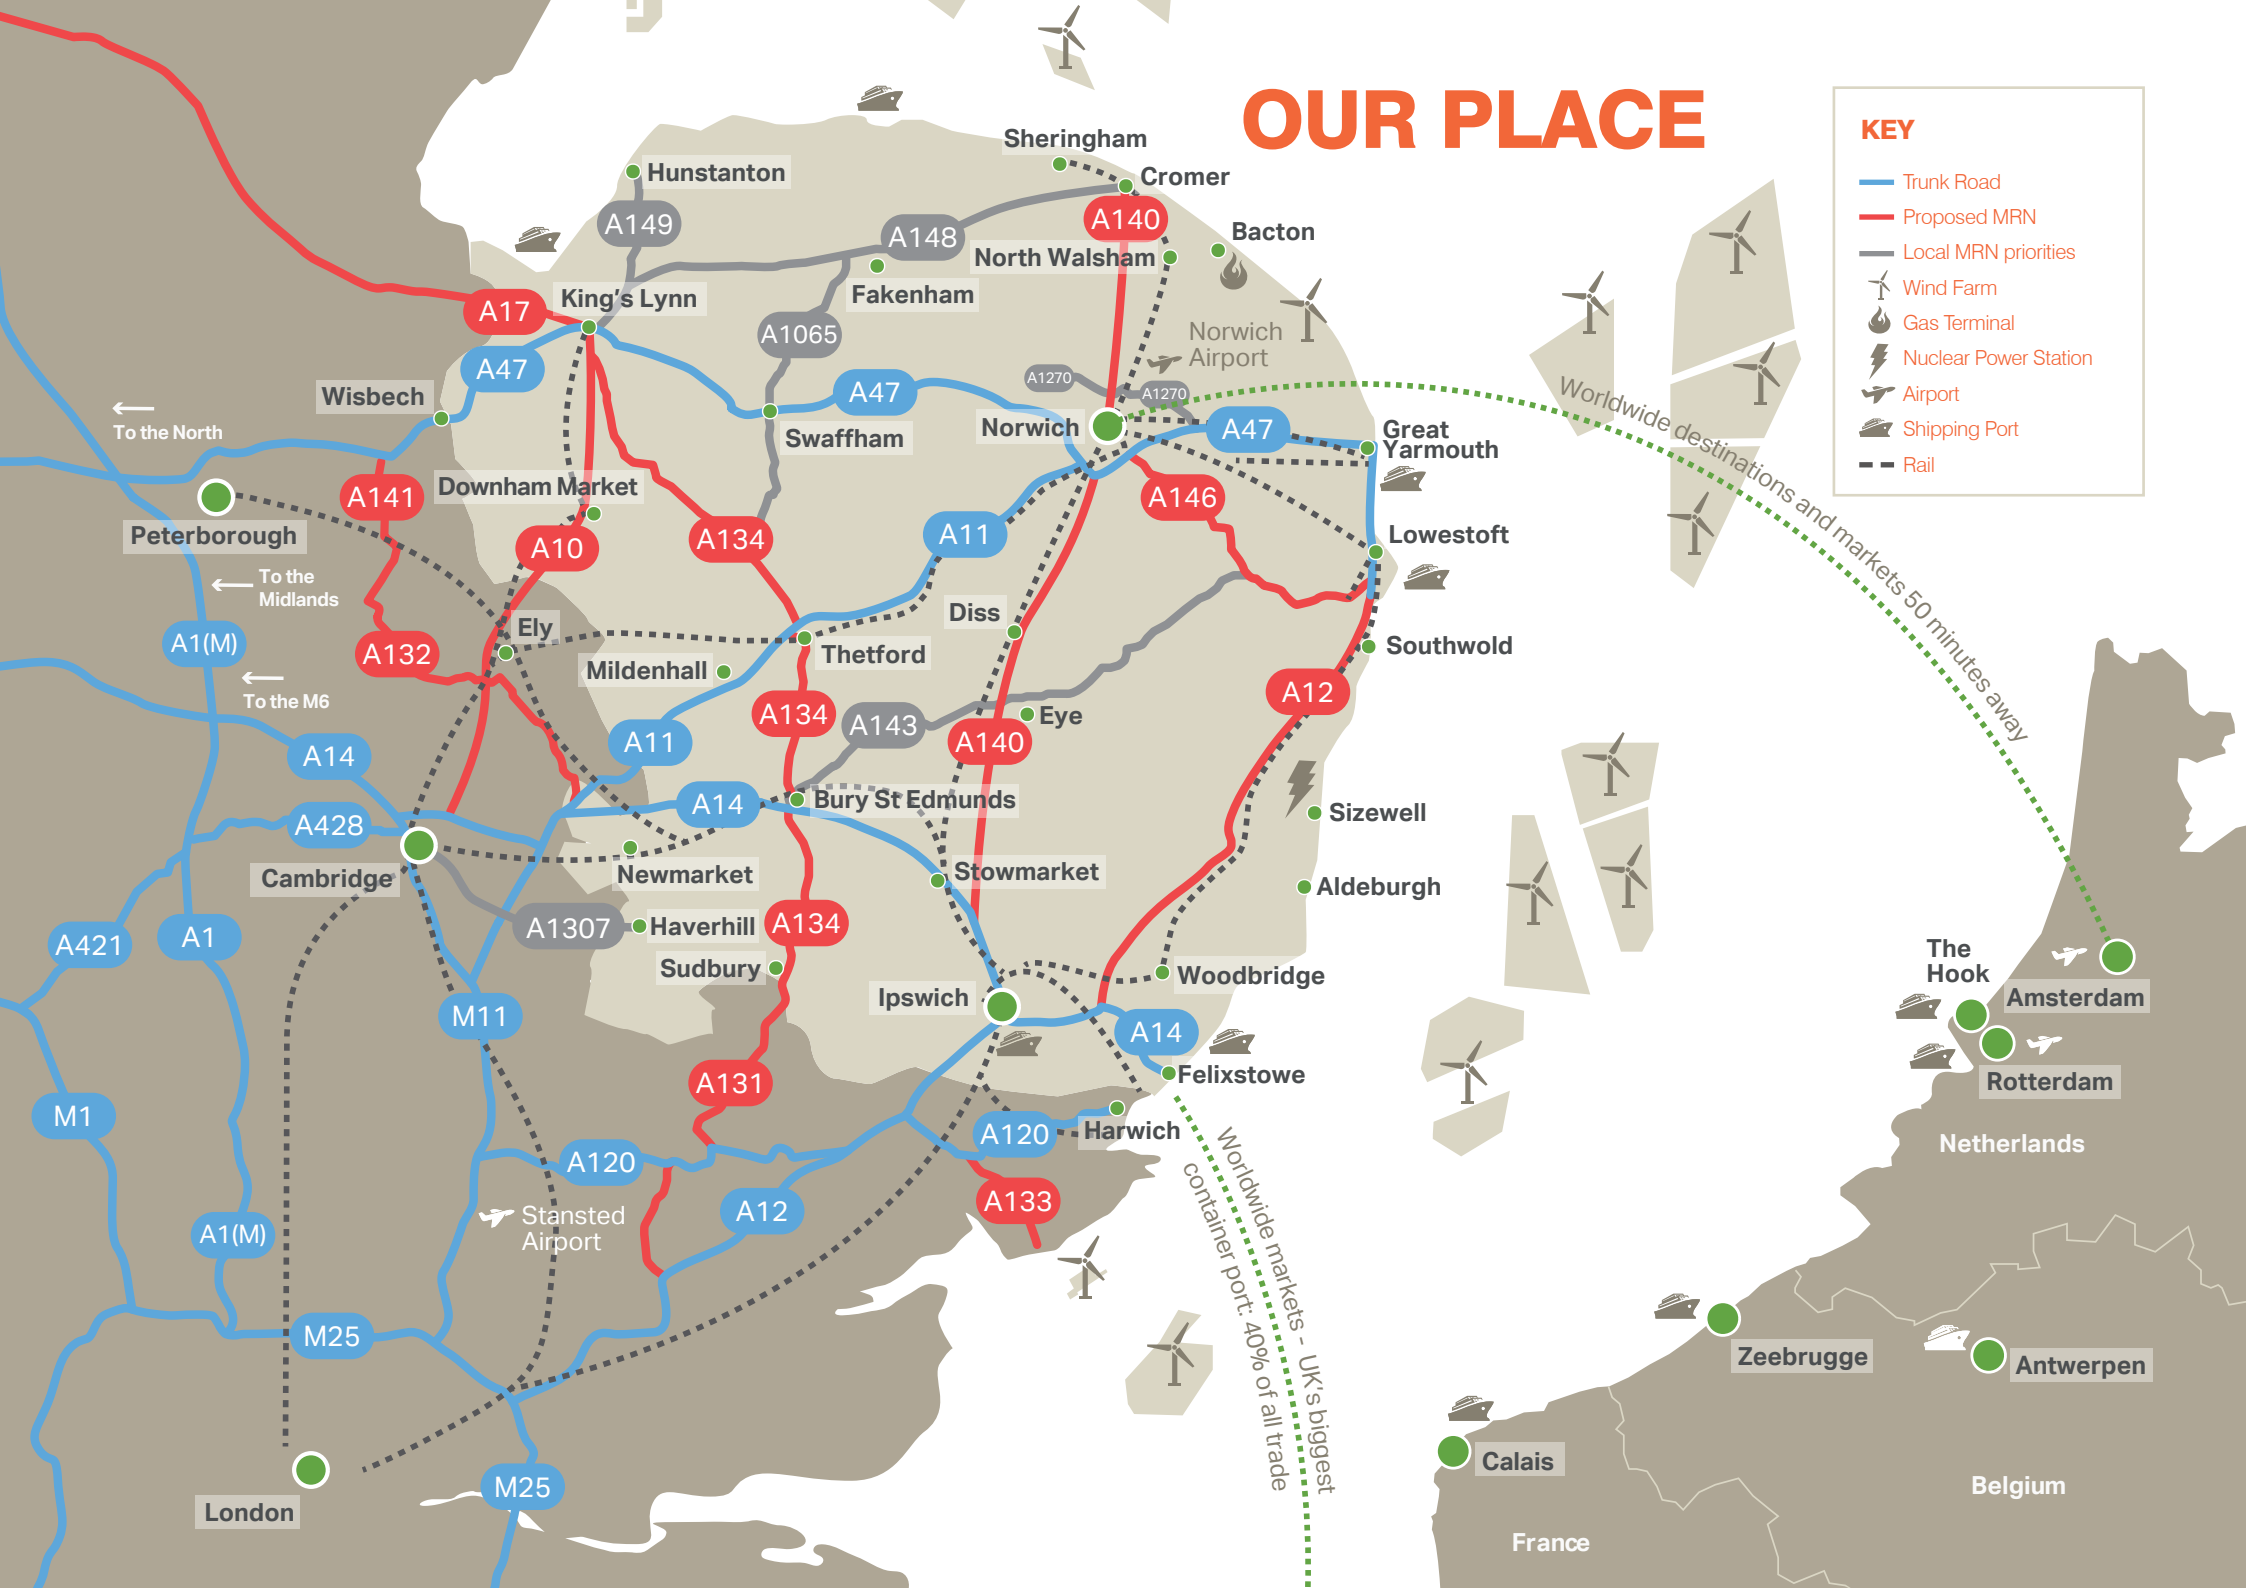 OUR PLACE
KEY
Trunk Road
Proposed MRN
Local MRN priorities
Wind Farm
Gas Terminal
Nuclear Power Station
Airport
Shipping Port
Rail
Sheringham
Hunstanton
Cromer
A149
A148
A140
Bacton
North Walsham
King's Lynn
Fakenham
A17
A1065
Norwich
Airport
A47
A1270
A1270
Wisbech
A47
To the North
Swaffham
Norwich
A47
Great
Yarmouth
Worldwide destinations and markets 50 minutes away
Downham Market
A141
A146
Peterborough
A10
A134
A11
Lowestoft
To the
Midlands
Diss
Ely
A1(M)
A132
Thetford
Southwold
Mildenhall
To the M6
A12
A134
A143
Eye
A14
A11
A140
A14
Bury St Edmunds
Sizewell
A428
Newmarket
Stowmarket
Cambridge
Aldeburgh
A421
A1
A1307
Haverhill
A134
The
Hook
Sudbury
Woodbridge
Ipswich
Amsterdam
M11
A14
Felixstowe
A131
Rotterdam
M1
A120
Harwich
Netherlands
A120
A133
A12
Stansted
Airport
A1(M)
Worldwide markets - UK's biggest
container port: 40% of all trade
M25
Zeebrugge
Antwerpen
Calais
M25
Belgium
London
France